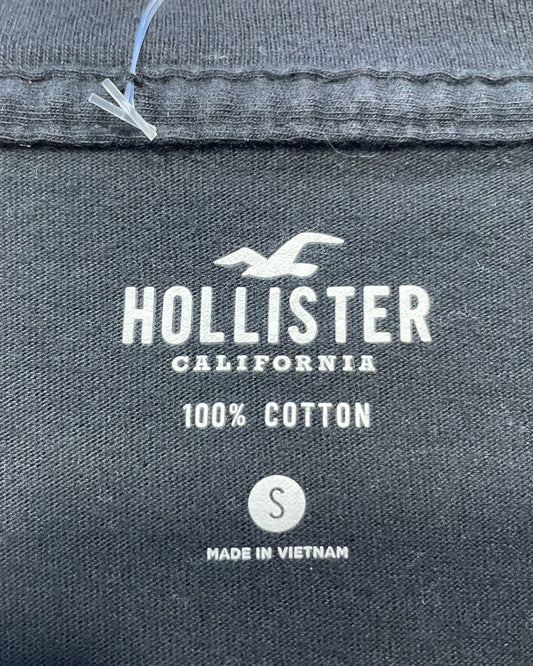 HOLLISTER
CALIFORNIA
100% COTTON
S
MADE IN VIETNAM